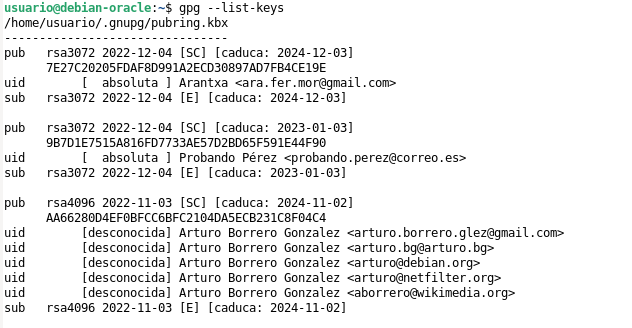 usuario@debian-oracle:~$ gpg --list-keys
/home/usuario/.gnupg/pubring.kbx
--------------------------------
pub   rsa3072 2022-12-04 [SC] [caduca: 2024-12-03]
      7E27C20205FDAF8D991A2ECD30897AD7FB4CE19E
uid        [  absoluta ] Arantxa <ara.fer.mor@gmail.com>
sub   rsa3072 2022-12-04 [E] [caduca: 2024-12-03]

pub   rsa3072 2022-12-04 [SC] [caduca: 2023-01-03]
      9B7D1E7515A816FD7733AE57D2BD65F591E44F90
uid        [  absoluta ] Probando Pérez <probando.perez@correo.es>
sub   rsa3072 2022-12-04 [E] [caduca: 2023-01-03]

pub   rsa4096 2022-11-03 [SC] [caduca: 2024-11-02]
      AA66280D4EF0BFCC6BFC2104DA5ECB231C8F04C4
uid        [desconocida] Arturo Borrero Gonzalez <arturo.borrero.glez@gmail.com>
uid        [desconocida] Arturo Borrero Gonzalez <arturo.bg@arturo.bg>
uid        [desconocida] Arturo Borrero Gonzalez <arturo@debian.org>
uid        [desconocida] Arturo Borrero Gonzalez <arturo@netfilter.org>
uid        [desconocida] Arturo Borrero Gonzalez <aborrero@wikimedia.org>
sub   rsa4096 2022-11-03 [E] [caduca: 2024-11-02]